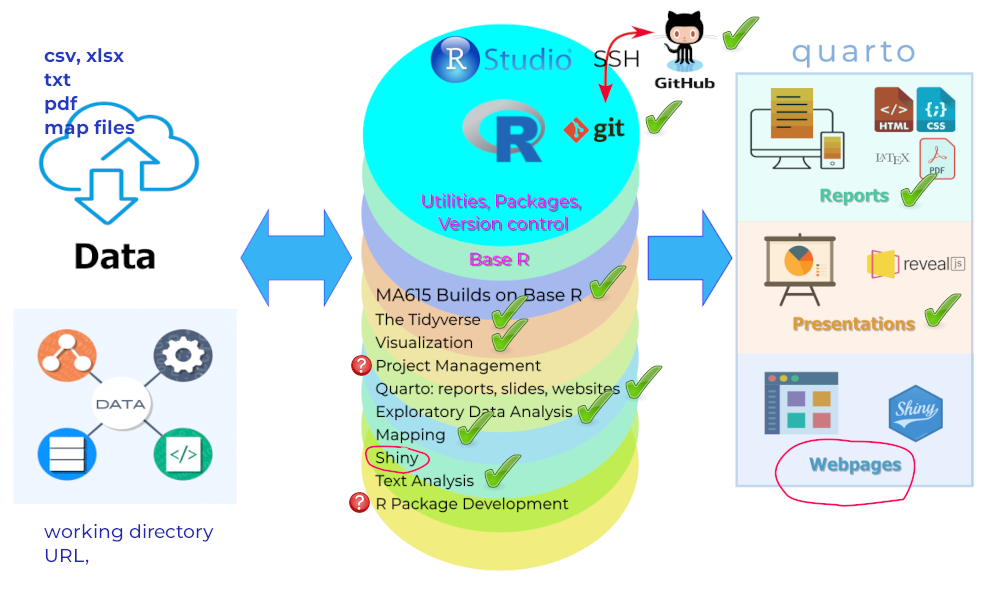 csv, xlsx
txt
pdf
map files
Data
DATA
</>
working directory
URL,
R Studio
SSH
GitHub
R
git
Utilities, Packages,
Version control
Base R
MA615 Builds on Base R
The Tidyverse
Visualization
? Project Management
Quarto: reports, slides, websites
Exploratory Data Analysis
Mapping
Shiny
Text Analysis
? R Package Development
quarto
</> {;}
HTML CSS
LATEX PDF
Reports
reveal js
Presentations
Shiny
Webpages